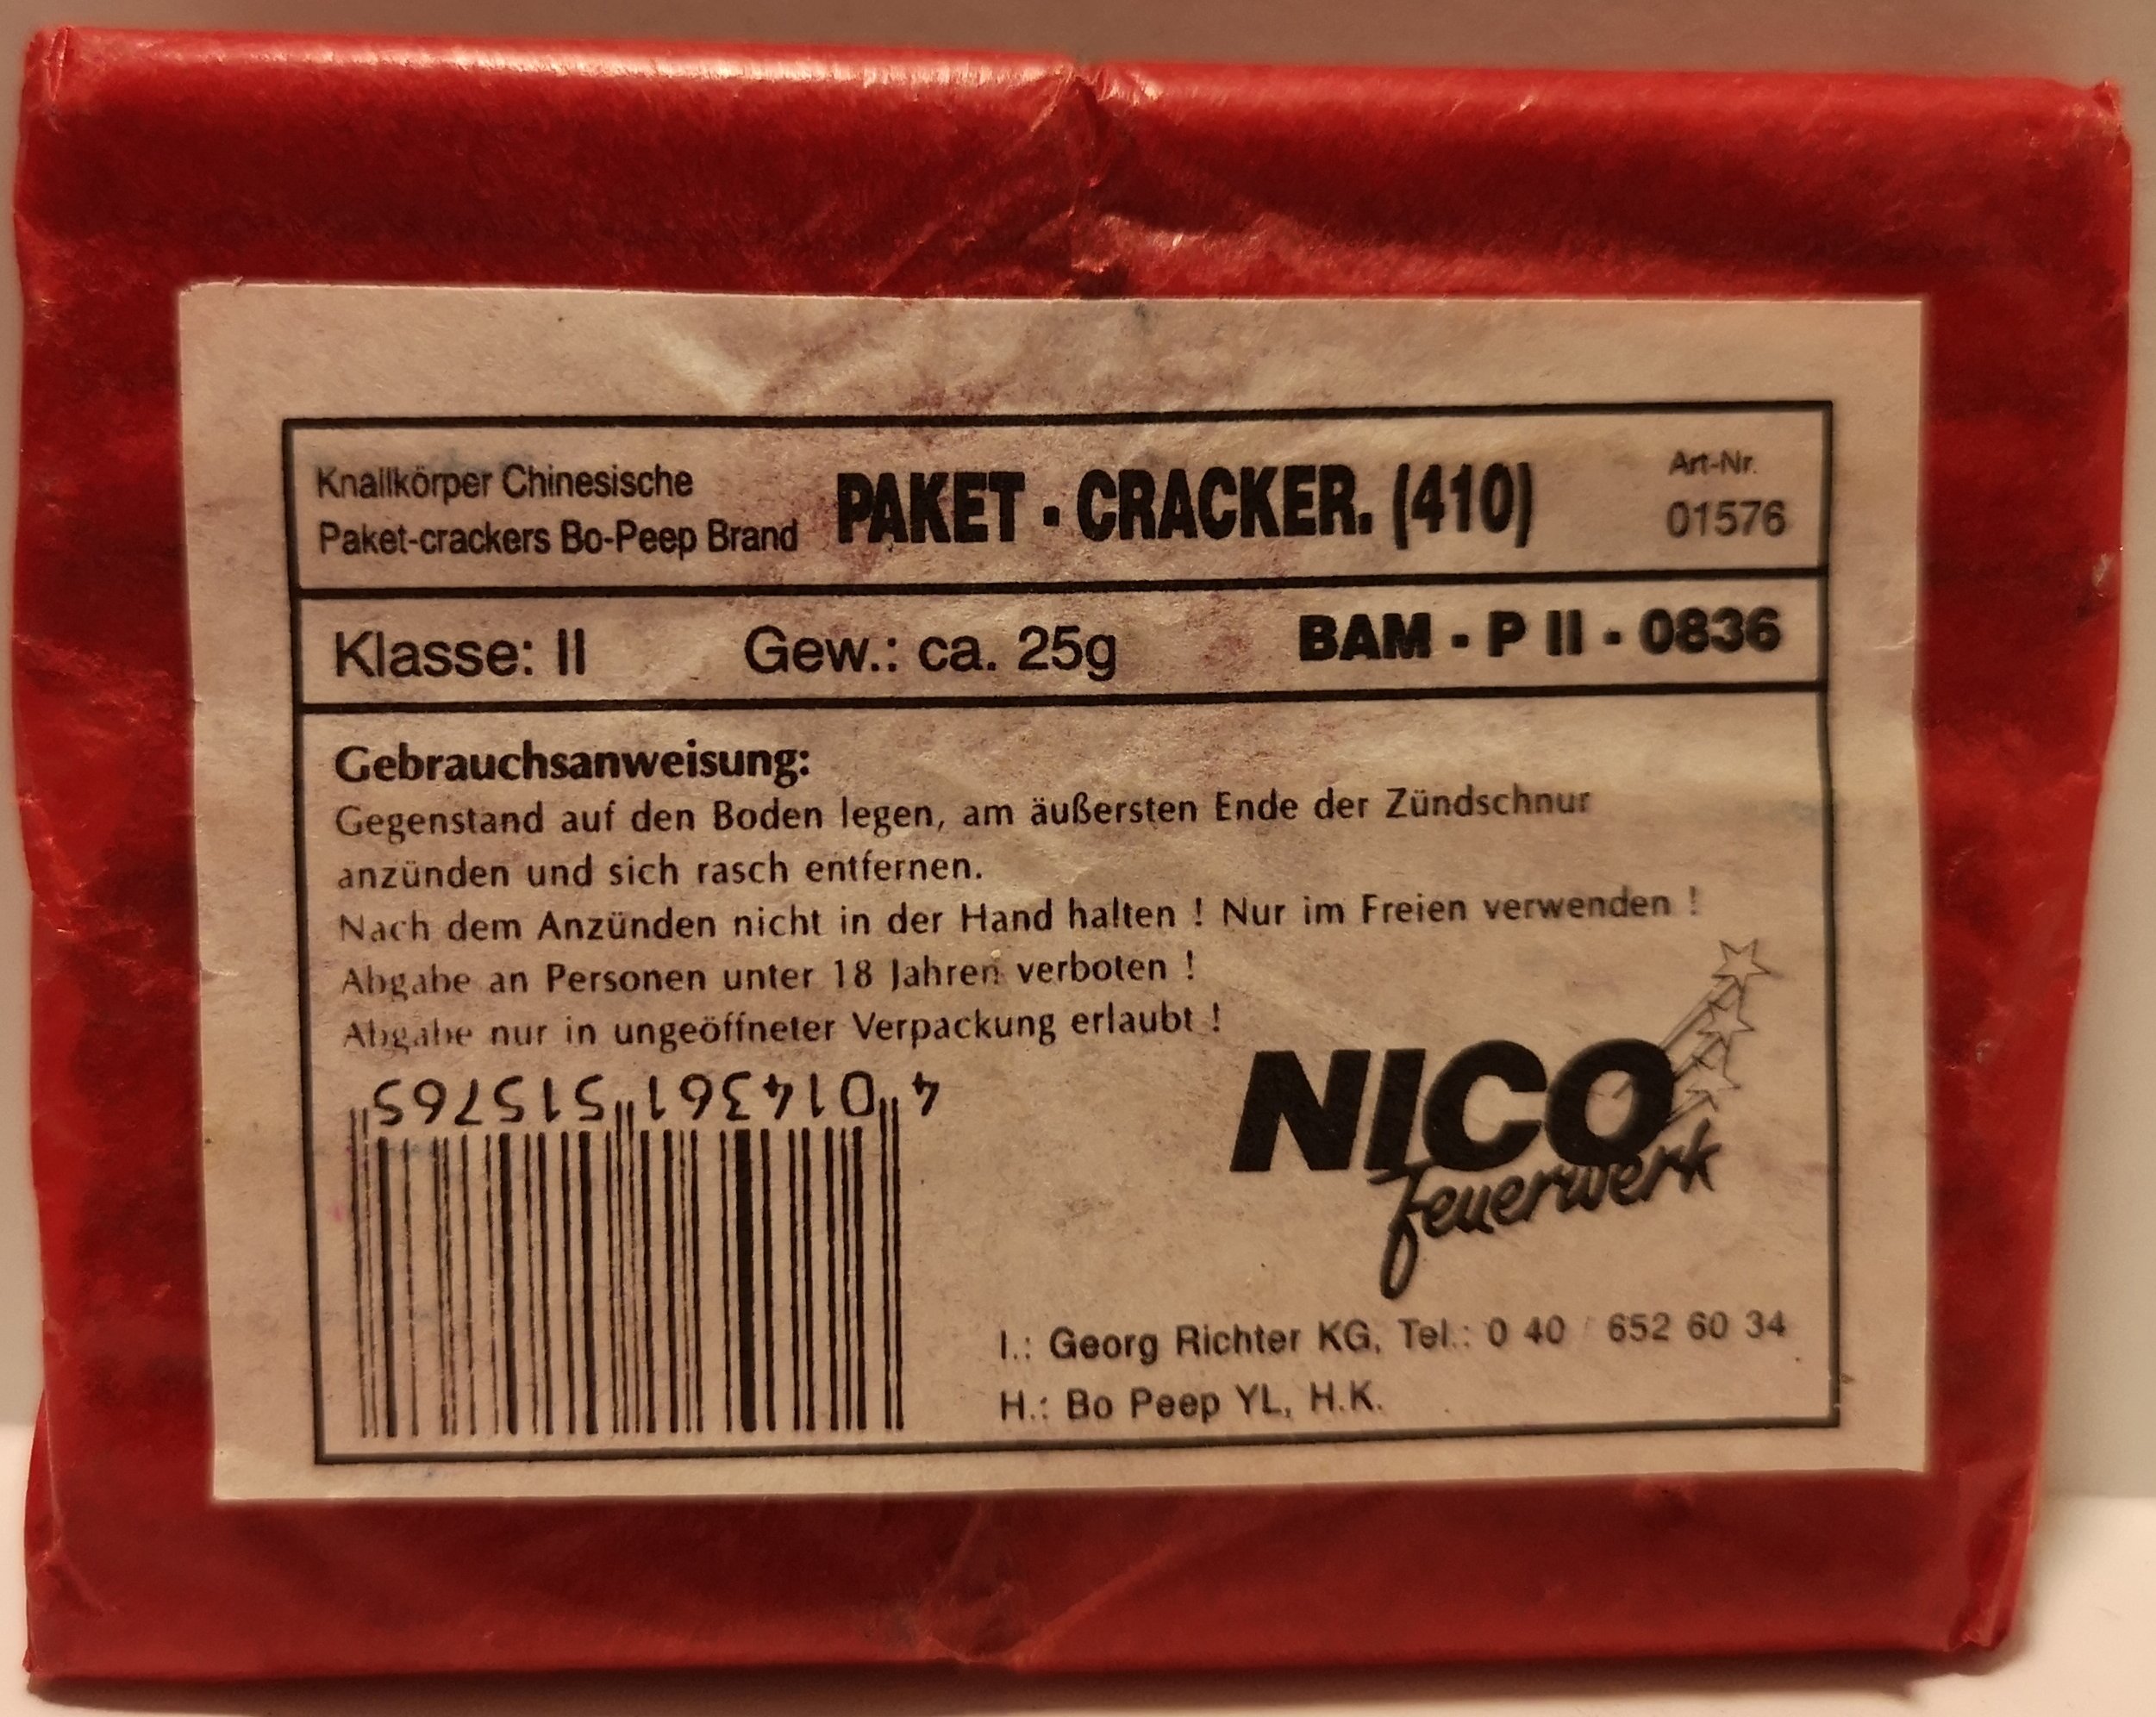 Knallkörper Chinesische
Paket-crackers Bo-Peep Brand
PAKET - CRACKER. (410)
Art-Nr.
01576
Klasse: II Gew.: ca. 25g BAM - P II - 0836
Gebrauchsanweisung:
Gegenstand auf den Boden legen, am äußersten Ende der Zündschnur
anzünden und sich rasch entfernen.
Nach dem Anzünden nicht in der Hand halten ! Nur im Freien verwenden !
Abgabe an Personen unter 18 Jahren verboten !
Abgabe nur in ungeöffneter Verpackung erlaubt !
4 014361 515765
NICO
feuerwerk
I.: Georg Richter KG, Tel.: 0 40 652 60 34
H.: Bo Peep YL, H.K.